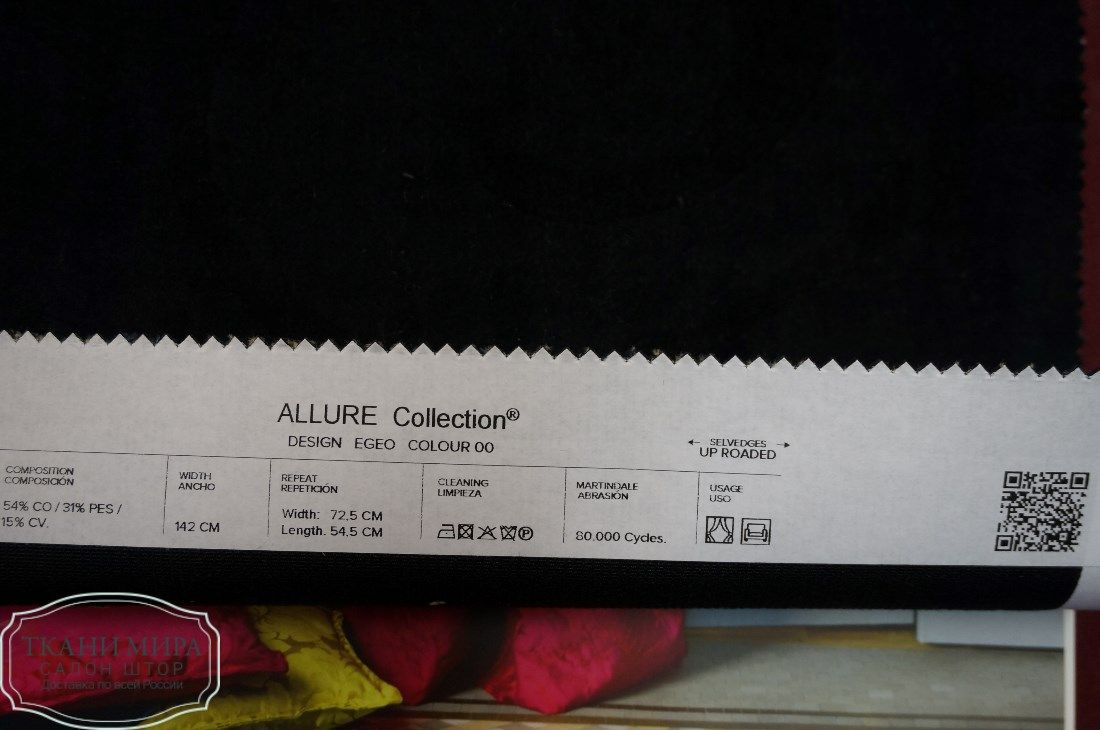 ALLURE Collection®
DESIGN EGEO COLOUR 00
← SELVEDGES →
UP ROADED
COMPOSITION
COMPOSICIÓN
54% CO / 31% PES /
15% CV.
WIDTH
ANCHO
142 CM
REPEAT
REPETICIÓN
Width: 72,5 CM
Length. 54,5 CM
CLEANING
LIMPIEZA
MARTINDALE
ABRASIÓN
80.000 Cycles.
USAGE
USO
ТКАНИ МИРА
САЛОН ШТОР
Доставка по всей России